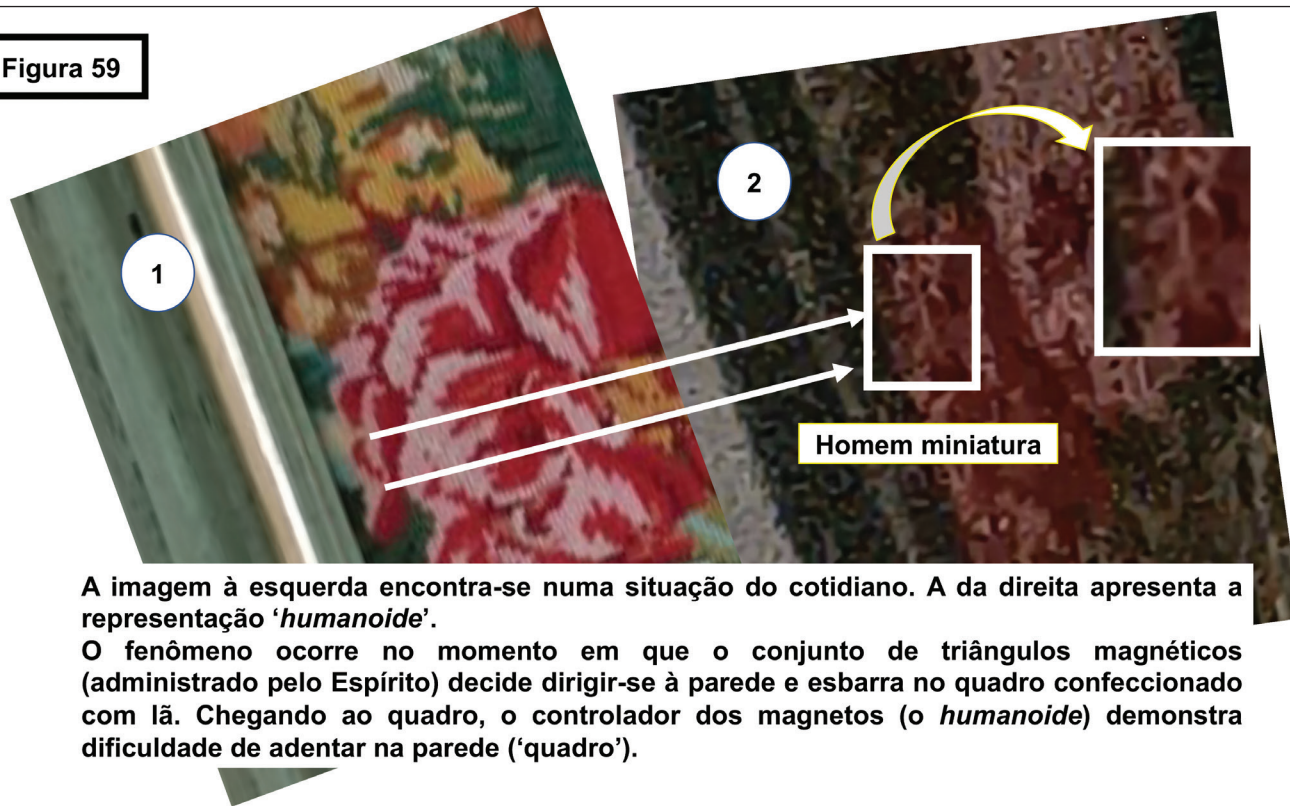 Figura 59
1
2
Homem miniatura
A imagem à esquerda encontra-se numa situação do cotidiano. A da direita apresenta a
representação ‘humanoide’.
O fenômeno ocorre no momento em que o conjunto de triângulos magnéticos
(administrado pelo Espírito) decide dirigir-se à parede e esbarra no quadro confeccionado
com lã. Chegando ao quadro, o controlador dos magnetos (o humanoide) demonstra
dificuldade de adentar na parede (‘quadro’).